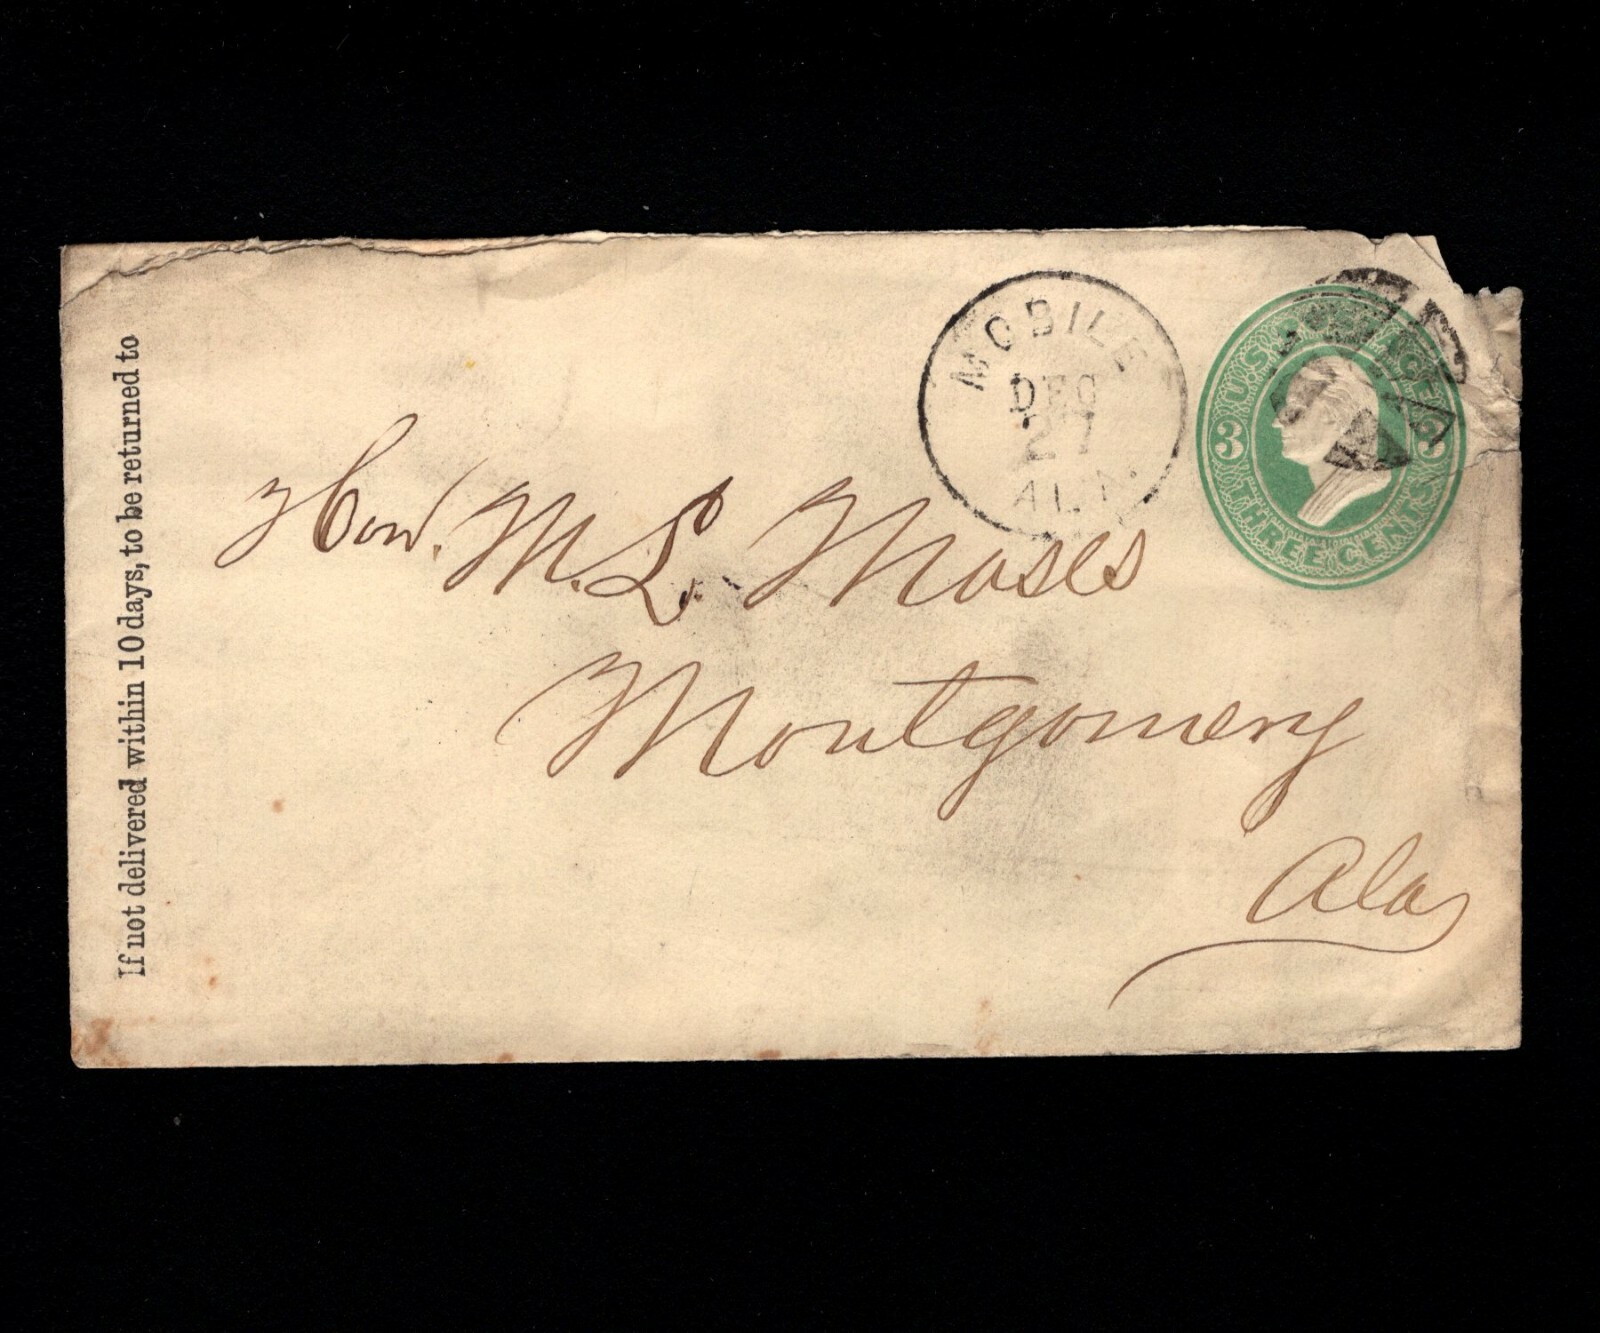 If not delivered within 10 days, to be returned to
MOBILE
DEC
27
ALA.
U.S. POSTAGE
3 3
THREE CENTS
Hon. M. L. Moses
Montgomery
Ala